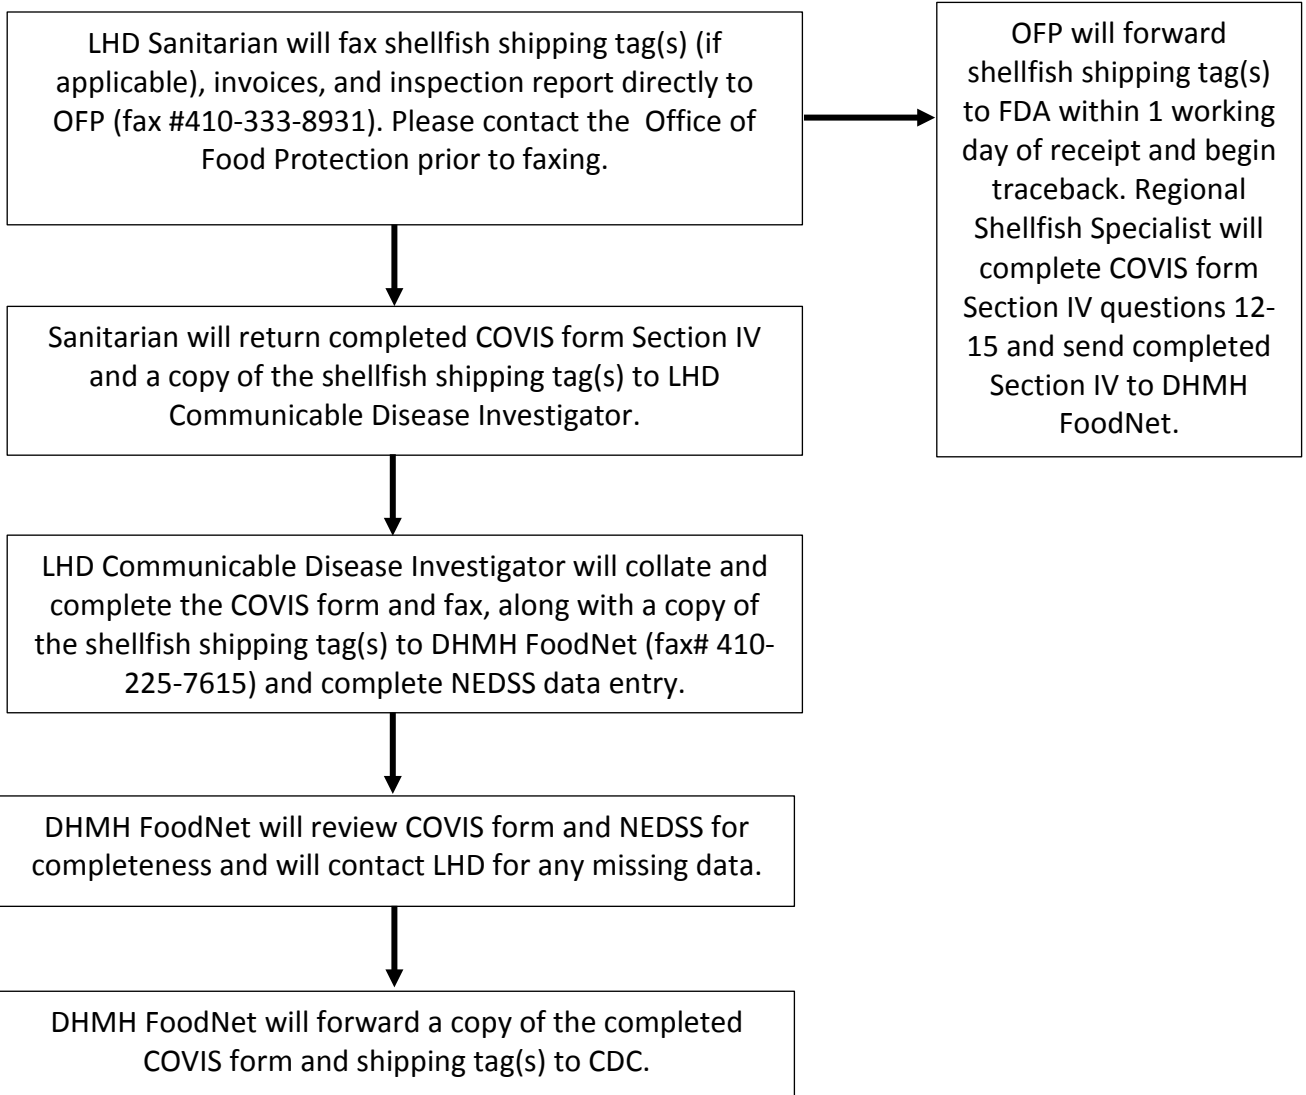 LHD Sanitarian will fax shellfish shipping tag(s) (if
applicable), invoices, and inspection report directly to
OFP (fax #410-333-8931). Please contact the  Office of
Food Protection prior to faxing.
OFP will forward
shellfish shipping tag(s)
to FDA within 1 working
day of receipt and begin
traceback. Regional
Shellfish Specialist will
complete COVIS form
Section IV questions 12-
15 and send completed
Section IV to DHMH
FoodNet.
Sanitarian will return completed COVIS form Section IV
and a copy of the shellfish shipping tag(s) to LHD
Communicable Disease Investigator.
LHD Communicable Disease Investigator will collate and
complete the COVIS form and fax, along with a copy of
the shellfish shipping tag(s) to DHMH FoodNet (fax# 410-
225-7615) and complete NEDSS data entry.
DHMH FoodNet will review COVIS form and NEDSS for
completeness and will contact LHD for any missing data.
DHMH FoodNet will forward a copy of the completed
COVIS form and shipping tag(s) to CDC.